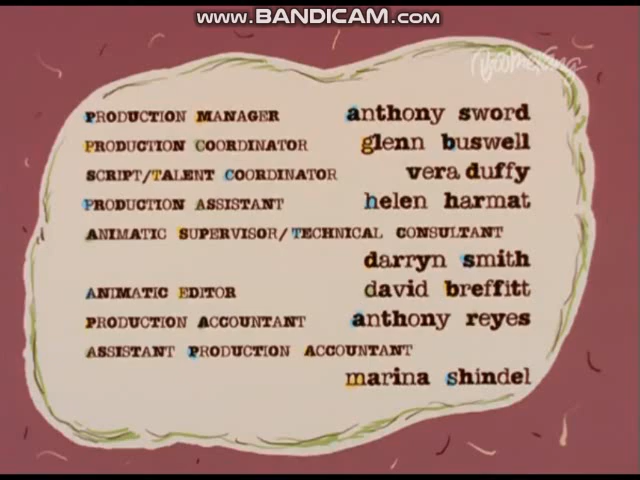 www.BANDICAM.com
Boomerang
PRODUCTION MANAGER anthony sword
PRODUCTION COORDINATOR glenn buswell
SCRIPT/TALENT COORDINATOR vera duffy
PRODUCTION ASSISTANT helen harmat
ANIMATIC SUPERVISOR/TECHNICAL CONSULTANT
darryn smith
ANIMATIC EDITOR david breffitt
PRODUCTION ACCOUNTANT anthony reyes
ASSISTANT PRODUCTION ACCOUNTANT
marina shindel